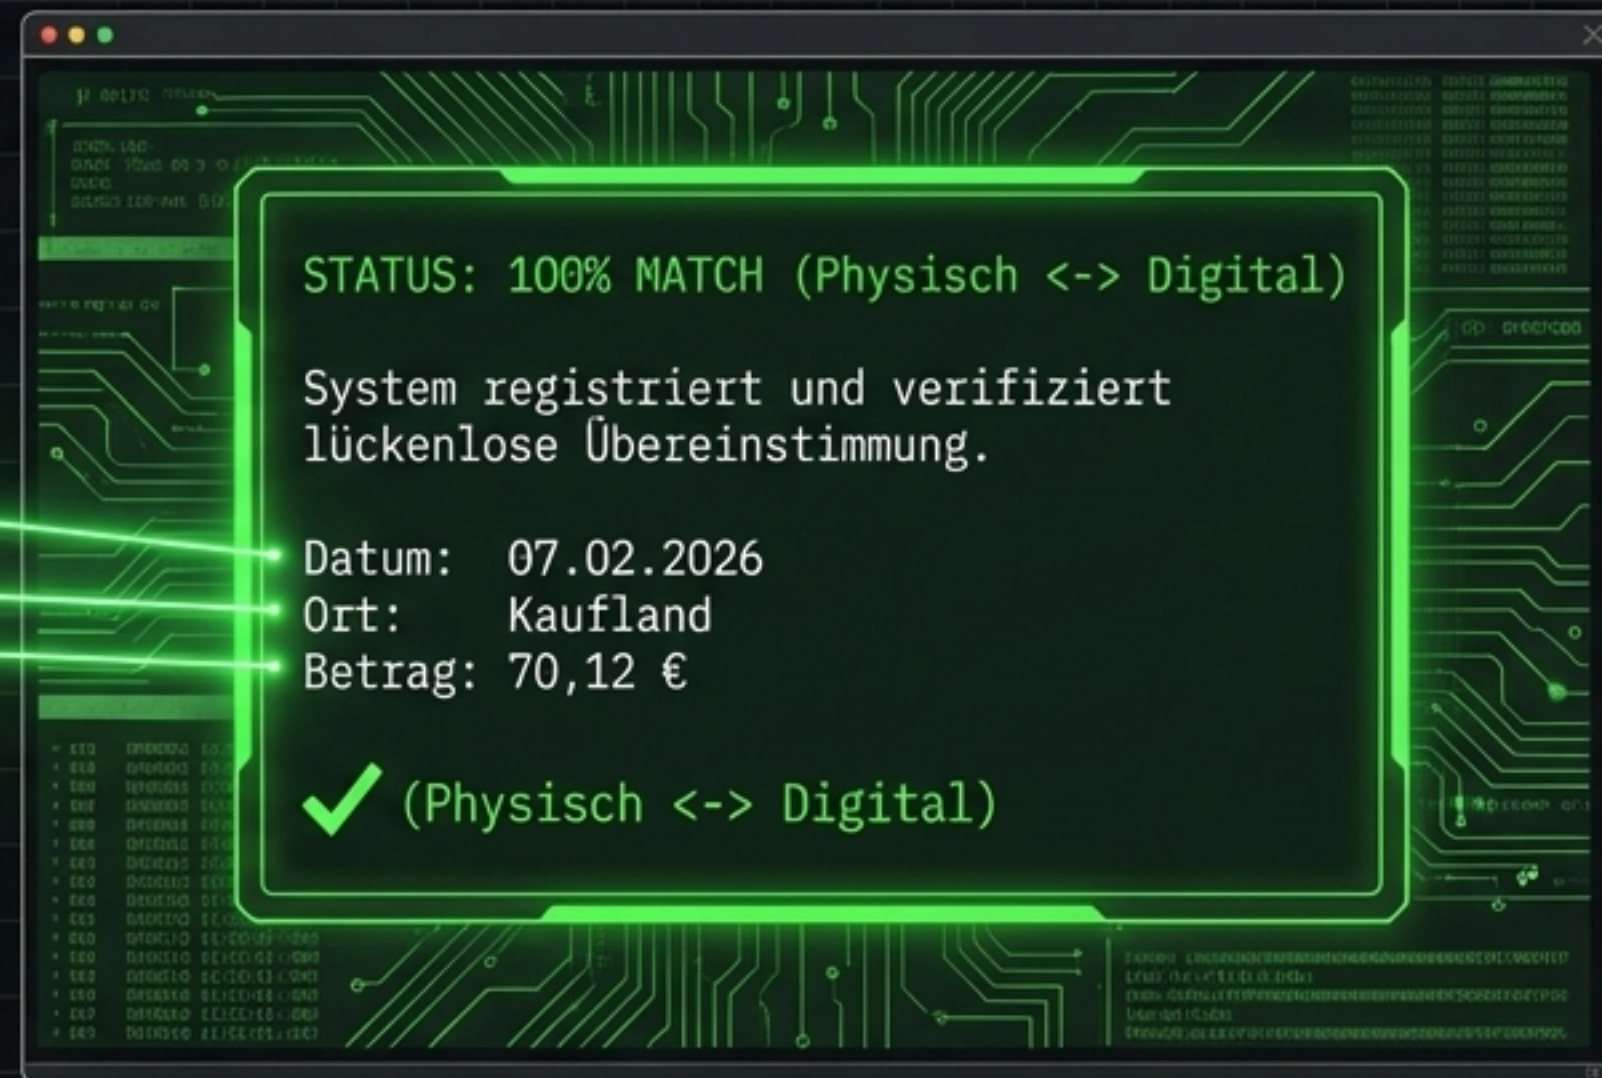 STATUS: 100% MATCH (Physisch <-> Digital)
System registriert und verifiziert
lückenlose Übereinstimmung.
Datum: 07.02.2026
Ort: Kaufland
Betrag: 70,12 €
(Physisch <-> Digital)